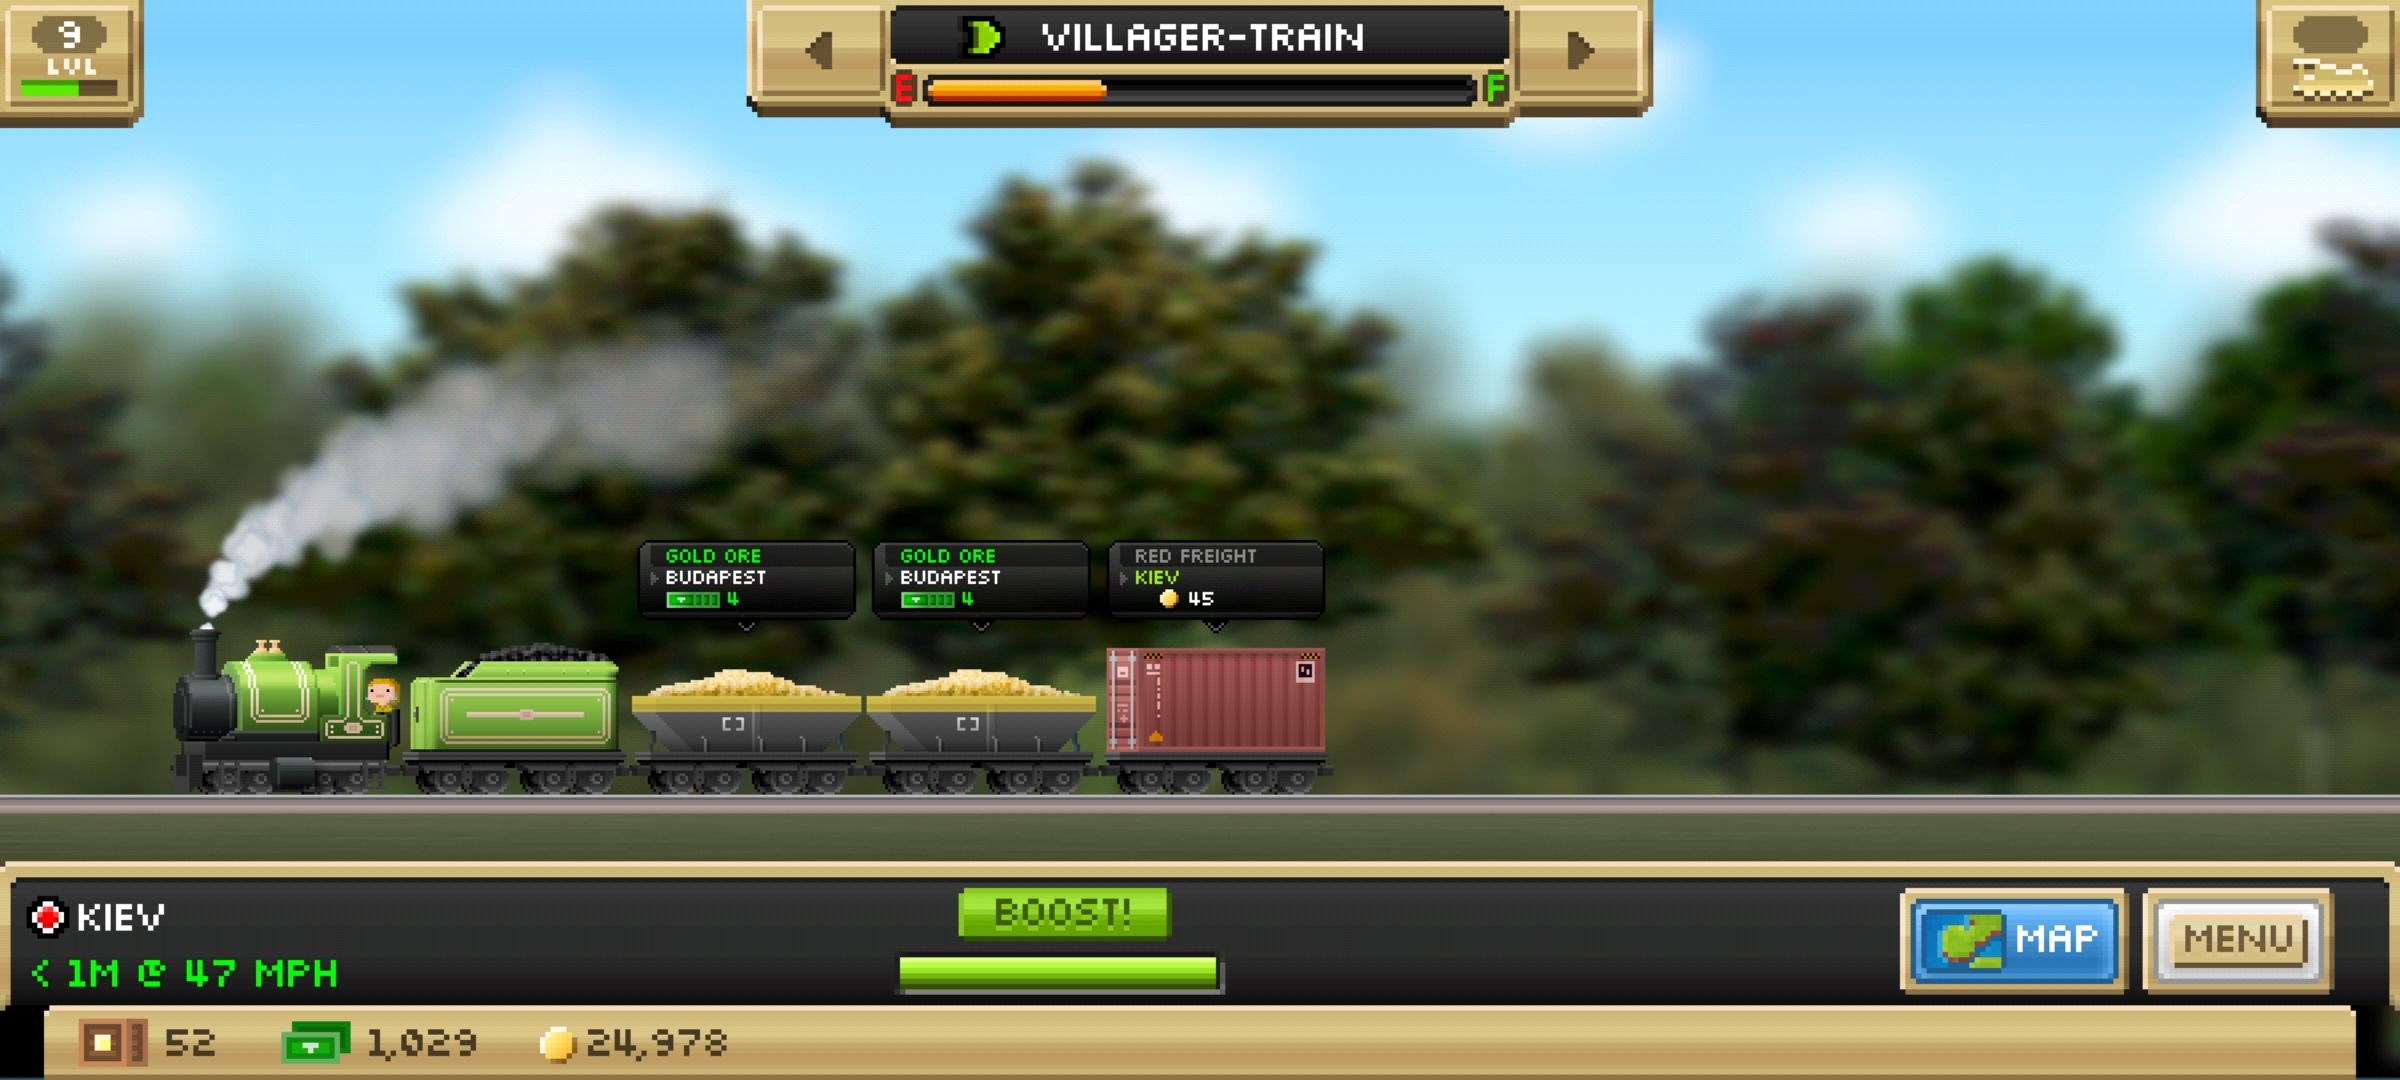 9
LVL
VILLAGER-TRAIN
E F
GOLD ORE
BUDAPEST
4
GOLD ORE
BUDAPEST
4
RED FREIGHT
KIEV
45
KIEV
< 1M @ 47 MPH
BOOST!
MAP
MENU
52 1,029 24,978